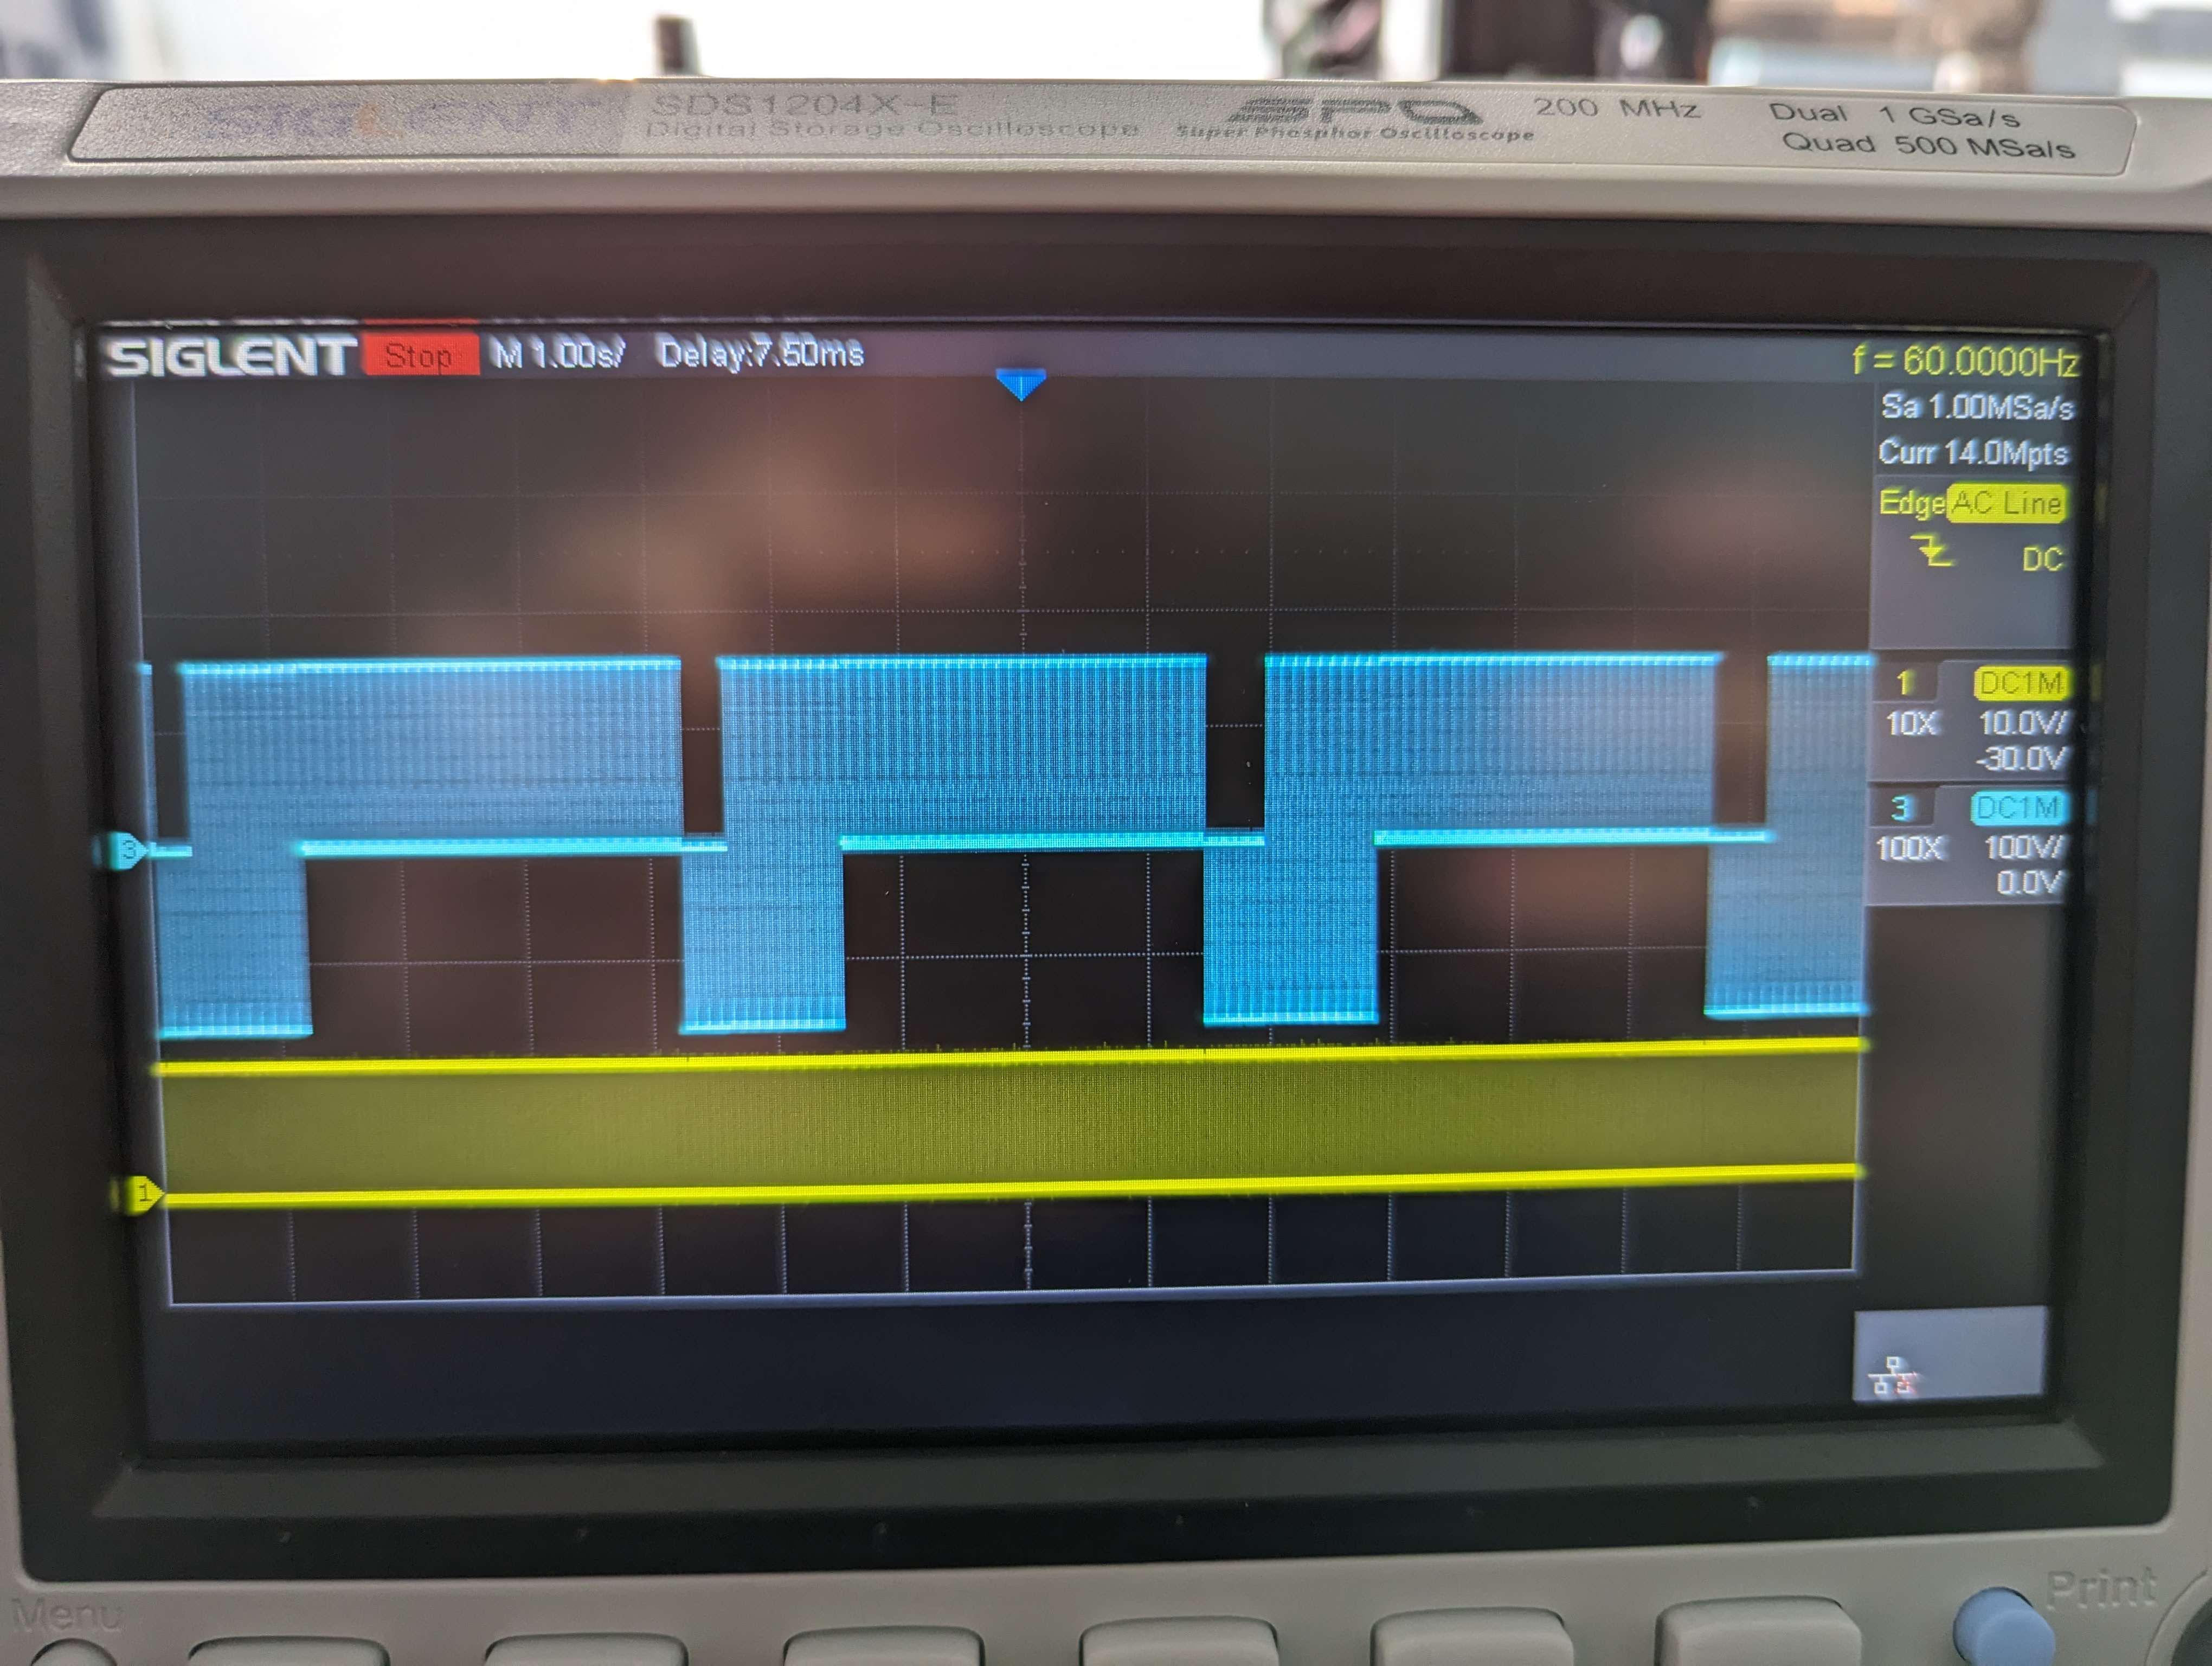 SIGLENT SDS1204X-E SPO 200 MHz Dual 1 GSa/s
Digital Storage Oscilloscope Super Phosphor Oscilloscope Quad 500 MSa/s
SIGLENT Stop M 1.00s/ Delay:7.50ms f = 60.0000Hz
Sa 1.00MSa/s
Curr 14.0Mpts
Edge AC Line
DC
1 DC1M
10X 10.0V/
-30.0V
3 DC1M
100X 100V/
0.0V
3
1
Menu Print